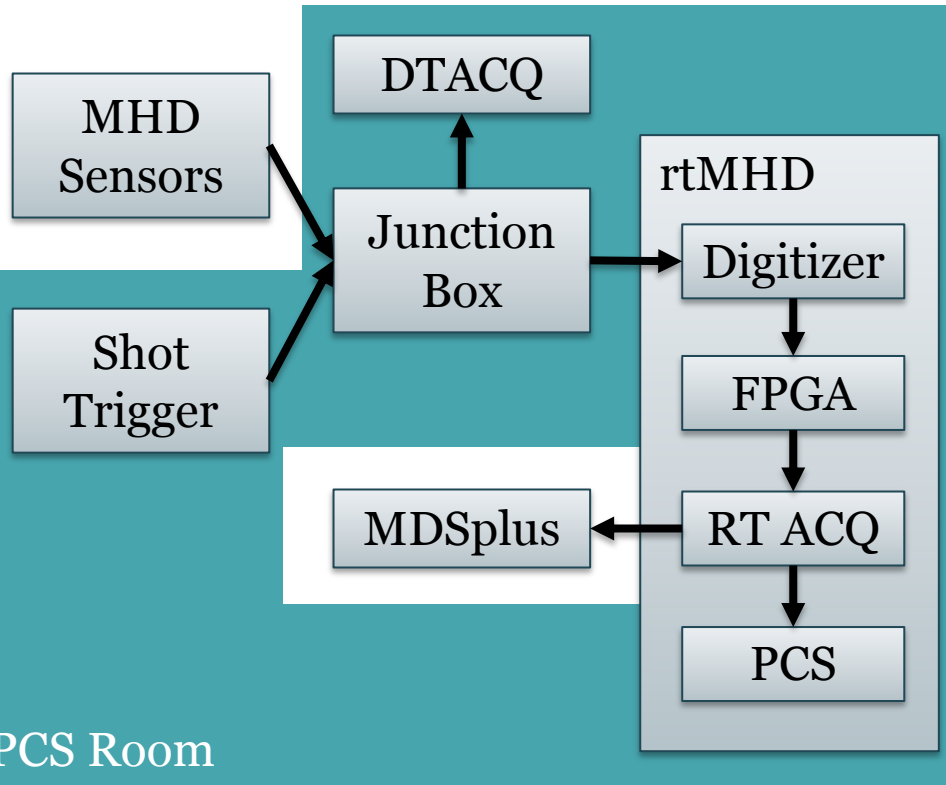 DTACQ
MHD
Sensors
rtMHD
Junction
Box
Digitizer
Shot
Trigger
FPGA
MDSplus
RT ACQ
PCS
PCS Room